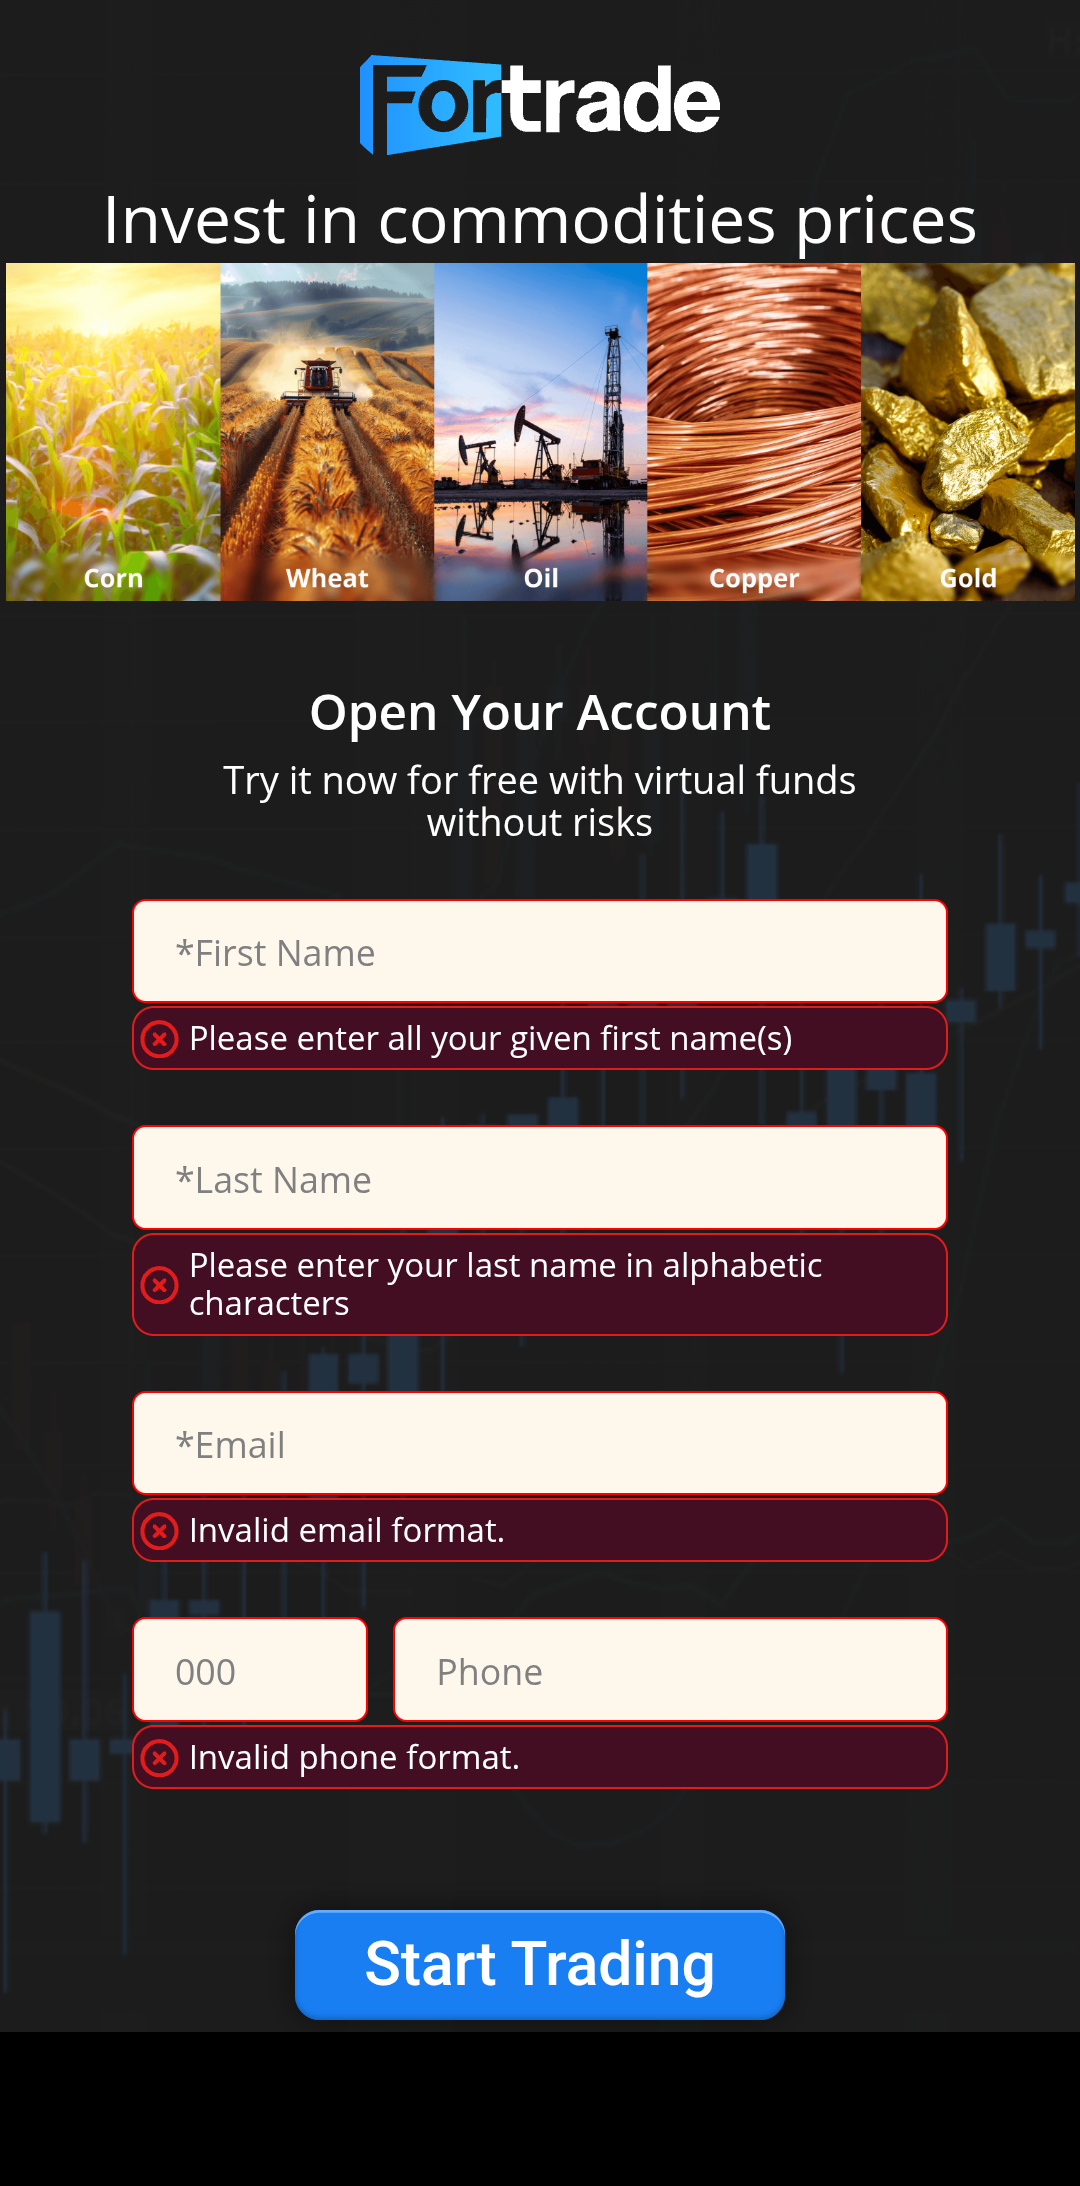 Fortrade
Invest in commodities prices
Corn
Wheat
Oil
Copper
Gold
Open Your Account
Try it now for free with virtual funds
without risks
*First Name
Please enter all your given first name(s)
*Last Name
Please enter your last name in alphabetic
characters
*Email
Invalid email format.
000
Phone
Invalid phone format.
Start Trading